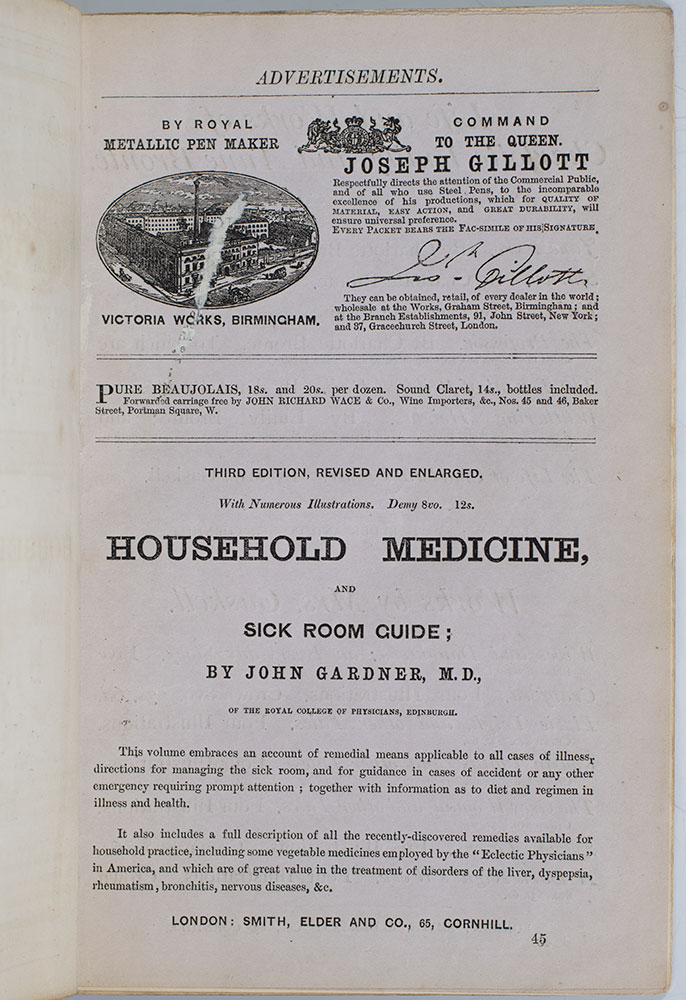 ADVERTISEMENTS.
BY ROYAL COMMAND
METALLIC PEN MAKER TO THE QUEEN.
JOSEPH GILLOTT
Respectfully directs the attention of the Commercial Public,
and of all who use Steel Pens, to the incomparable
excellence of his productions, which for QUALITY OF
MATERIAL, EASY ACTION, and GREAT DURABILITY, will
ensure universal preference.
EVERY PACKET BEARS THE FAC-SIMILE OF HIS SIGNATURE.
Joseph Gillott
They can be obtained, retail, of every dealer in the world;
wholesale at the Works, Graham Street, Birmingham; and
at the Branch Establishments, 91, John Street, New York;
and 37, Gracechurch Street, London.
VICTORIA WORKS, BIRMINGHAM.
PURE BEAUJOLAIS, 18s. and 20s. per dozen. Sound Claret, 14s., bottles included.
Forwarded carriage free by JOHN RICHARD WACE & Co., Wine Importers, &c., Nos. 45 and 46, Baker
Street, Portman Square, W.
THIRD EDITION, REVISED AND ENLARGED.
With Numerous Illustrations. Demy 8vo. 12s.
HOUSEHOLD MEDICINE,
AND
SICK ROOM GUIDE;
BY JOHN GARDNER, M.D.,
OF THE ROYAL COLLEGE OF PHYSICIANS, EDINBURGH.
This volume embraces an account of remedial means applicable to all cases of illness,
directions for managing the sick room, and for guidance in cases of accident or any other
emergency requiring prompt attention; together with information as to diet and regimen in
illness and health.
It also includes a full description of all the recently-discovered remedies available for
household practice, including some vegetable medicines employed by the "Eclectic Physicians"
in America, and which are of great value in the treatment of disorders of the liver, dyspepsia,
rheumatism, bronchitis, nervous diseases, &c.
LONDON: SMITH, ELDER AND CO., 65, CORNHILL.
45